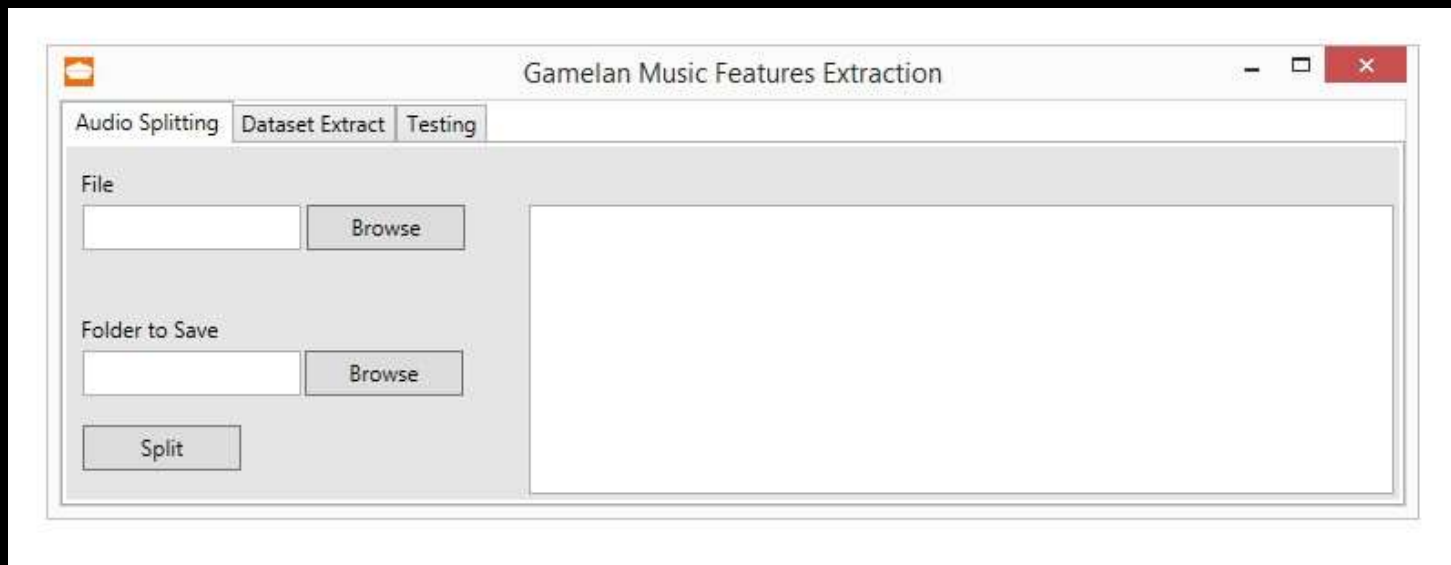 Gamelan Music Features Extraction
Audio Splitting Dataset Extract Testing
File
Browse
Folder to Save
Browse
Split